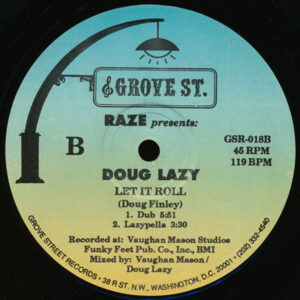 GROVE ST.
RAZE presents:
B
GSR-018B
45 RPM
119 BPM
DOUG LAZY
LET IT ROLL
(Doug Finley)
1. Dub 5:51
2. Lazypella 3:30
Recorded at: Vaughan Mason Studios
Funky Feet Pub. Co., Inc., BMI
Mixed by: Vaughan Mason /
Doug Lazy
GROVE STREET RECORDS • 38 R ST. N.W., WASHINGTON, D.C. 20001 • (202) 332-4540